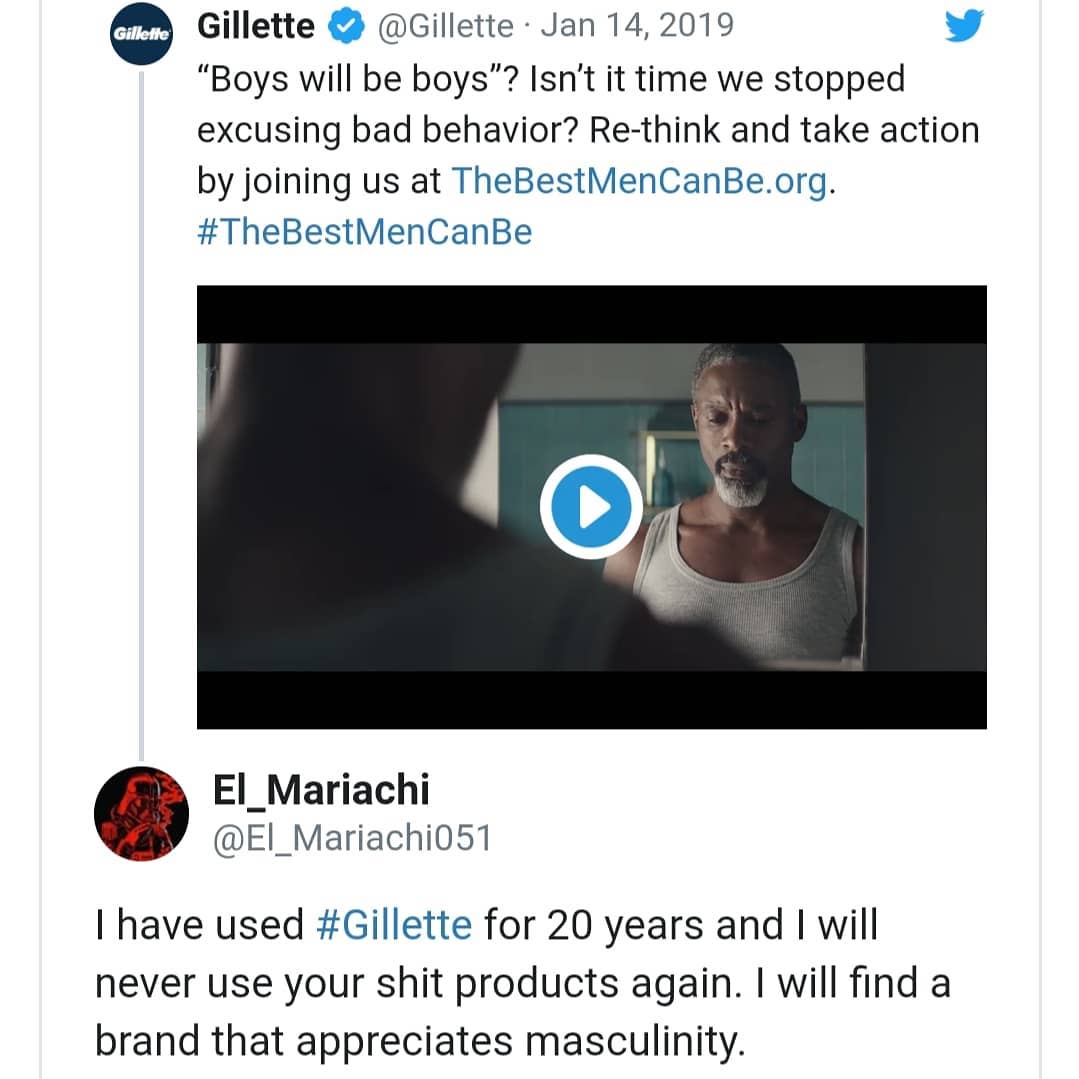 Gillette
Gillette @Gillette · Jan 14, 2019
“Boys will be boys”? Isn’t it time we stopped
excusing bad behavior? Re-think and take action
by joining us at TheBestMenCanBe.org.
#TheBestMenCanBe
El_Mariachi
@El_Mariachi051
I have used #Gillette for 20 years and I will
never use your shit products again. I will find a
brand that appreciates masculinity.